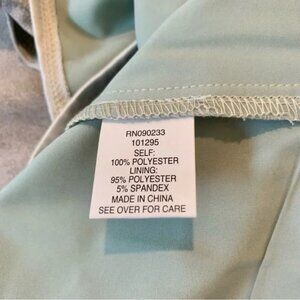 RN090233
101295
SELF:
100% POLYESTER
LINING:
95% POLYESTER
5% SPANDEX
MADE IN CHINA
SEE OVER FOR CARE